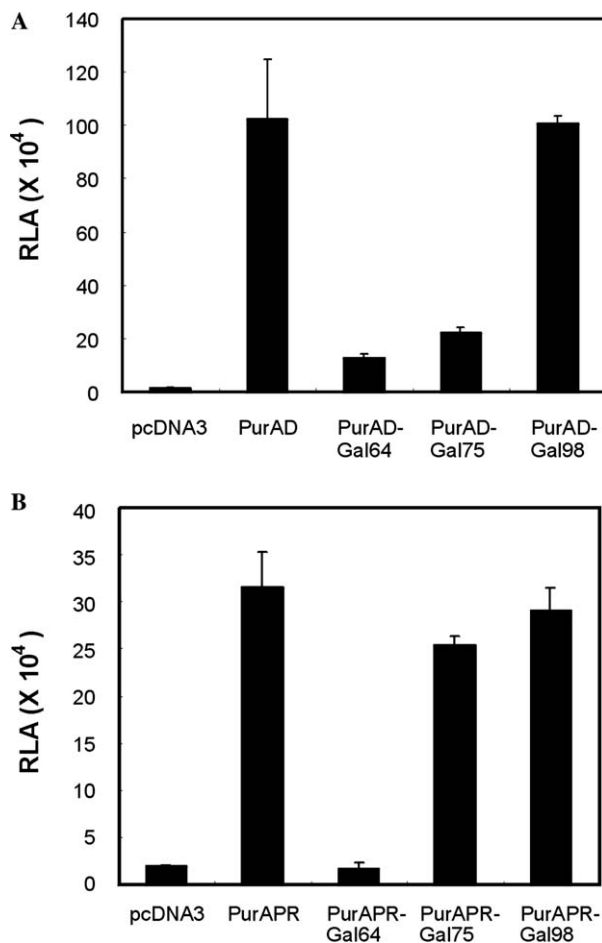 A
140
120
100
80
60
40
20
0
RLA (X 10⁴)
pcDNA3
PurAD
PurAD-
Gal64
PurAD-
Gal75
PurAD-
Gal98
B
40
35
30
25
20
15
10
5
0
RLA (X 10⁴)
pcDNA3
PurAPR
PurAPR-
Gal64
PurAPR-
Gal75
PurAPR-
Gal98